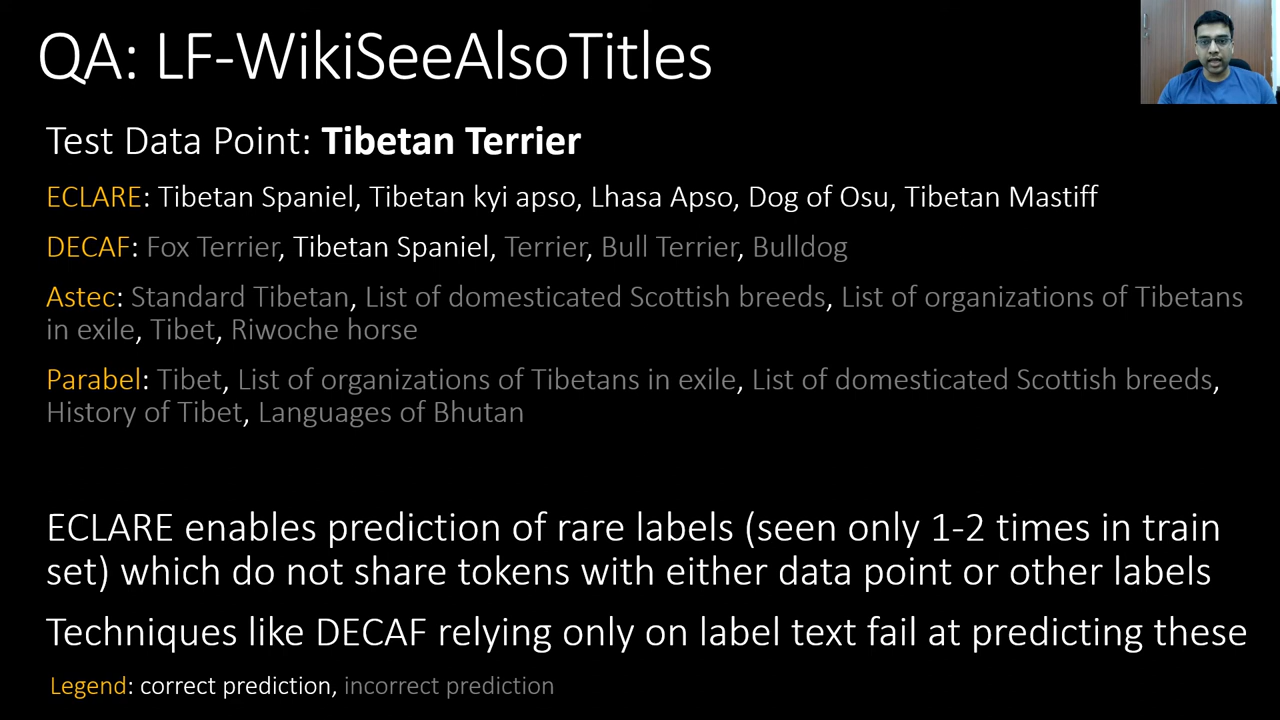 QA: LF-WikiSeeAlsoTitles
Test Data Point: Tibetan Terrier
ECLARE: Tibetan Spaniel, Tibetan kyi apso, Lhasa Apso, Dog of Osu, Tibetan Mastiff
DECAF: Fox Terrier, Tibetan Spaniel, Terrier, Bull Terrier, Bulldog
Astec: Standard Tibetan, List of domesticated Scottish breeds, List of organizations of Tibetans
in exile, Tibet, Riwoche horse
Parabel: Tibet, List of organizations of Tibetans in exile, List of domesticated Scottish breeds,
History of Tibet, Languages of Bhutan
ECLARE enables prediction of rare labels (seen only 1-2 times in train
set) which do not share tokens with either data point or other labels
Techniques like DECAF relying only on label text fail at predicting these
Legend: correct prediction, incorrect prediction